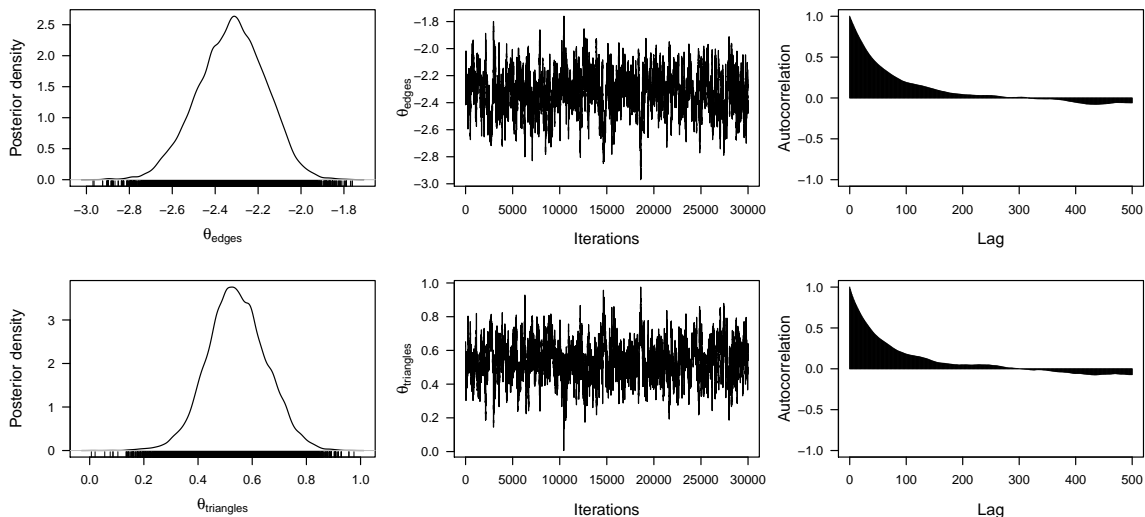 Posterior density
2.5
2.0
1.5
1.0
0.5
0.0
−3.0 −2.6 −2.2 −1.8
θedges
θedges
−1.8
−2.0
−2.2
−2.4
−2.6
−2.8
−3.0
0 5000 10000 15000 20000 25000 30000
Iterations
Autocorrelation
1.0
0.5
0.0
−0.5
−1.0
0 100 200 300 400 500
Lag
Posterior density
3
2
1
0
0.0 0.2 0.4 0.6 0.8 1.0
θtriangles
θtriangles
1.0
0.8
0.6
0.4
0.2
0.0
0 5000 10000 15000 20000 25000 30000
Iterations
Autocorrelation
1.0
0.5
0.0
−0.5
−1.0
0 100 200 300 400 500
Lag